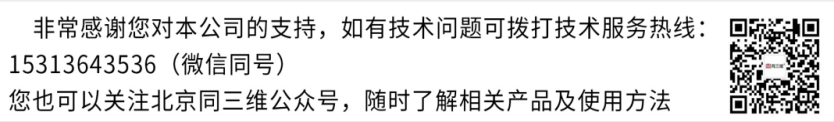 非常感谢您对本公司的支持，如有技术问题可拨打技术服务热线：
15313643536（微信同号）
您也可以关注北京同三维公众号，随时了解相关产品及使用方法